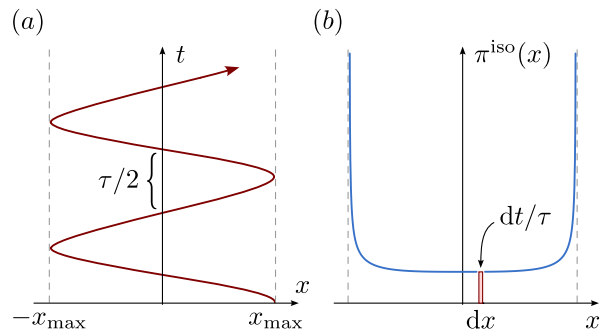 (a)
t
τ/2
x
−x_max
x_max
(b)
π^iso(x)
dt/τ
dx
x